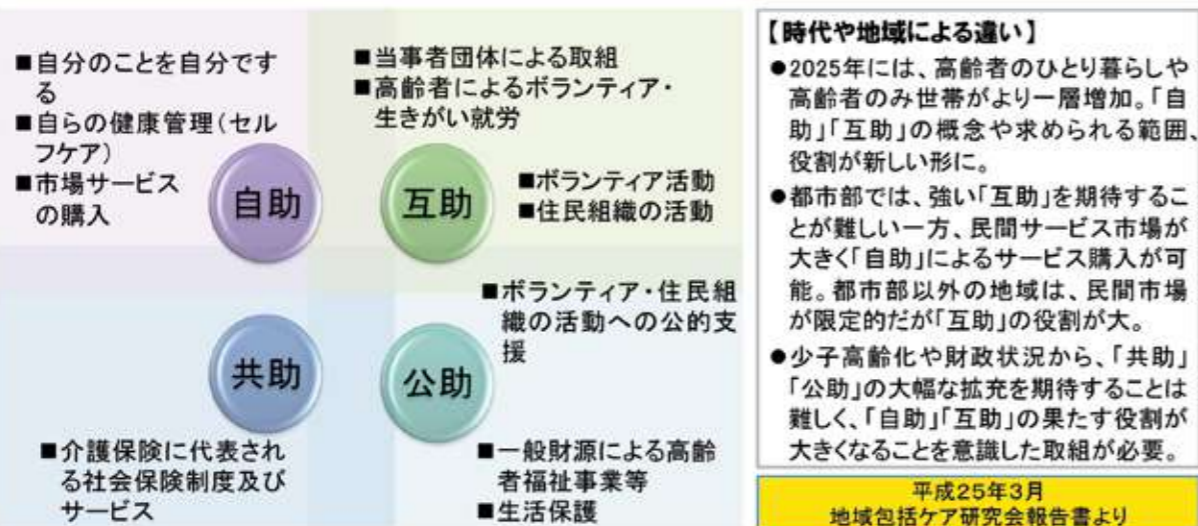 ■自分のことを自分です
る
■自らの健康管理(セル
フケア)
■市場サービス
の購入
自助
■当事者団体による取組
■高齢者によるボランティア・
生きがい就労
互助
■ボランティア活動
■住民組織の活動
共助
■介護保険に代表され
る社会保険制度及び
サービス
■ボランティア・住民組
織の活動への公的支
援
公助
■一般財源による高齢
者福祉事業等
■生活保護
【時代や地域による違い】
●2025年には、高齢者のひとり暮らしや
高齢者のみ世帯がより一層増加。「自
助」「互助」の概念や求められる範囲、
役割が新しい形に。
●都市部では、強い「互助」を期待するこ
とが難しい一方、民間サービス市場が
大きく「自助」によるサービス購入が可
能。都市部以外の地域は、民間市場
が限定的だが「互助」の役割が大。
●少子高齢化や財政状況から、「共助」
「公助」の大幅な拡充を期待することは
難しく、「自助」「互助」の果たす役割が
大きくなることを意識した取組が必要。
平成25年3月
地域包括ケア研究会報告書より